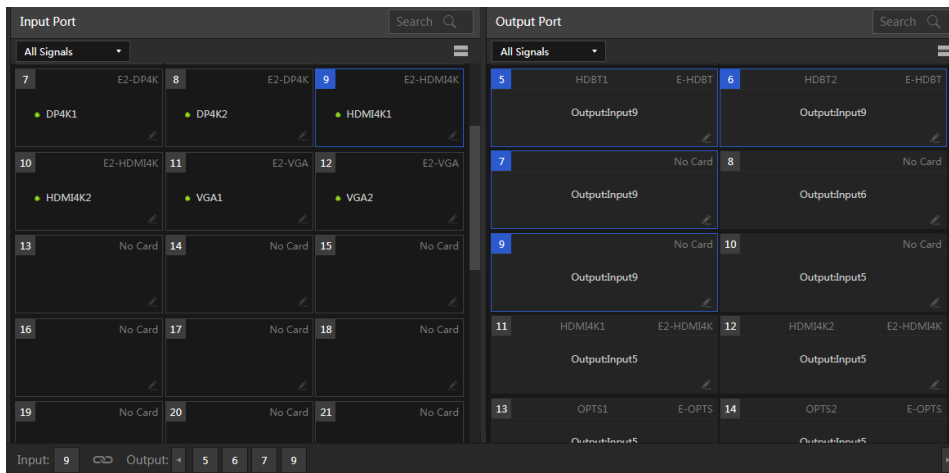 Input Port
Search
All Signals
7 E2-DP4K
DP4K1
8 E2-DP4K
DP4K2
9 E2-HDMI4K
HDMI4K1
10 E2-HDMI4K
HDMI4K2
11 E2-VGA
VGA1
12 E2-VGA
VGA2
13 No Card
14 No Card
15 No Card
16 No Card
17 No Card
18 No Card
19 No Card
20 No Card
21 No Card
Output Port
Search
All Signals
5 HDBT1 E-HDBT
Output:Input9
6 HDBT2 E-HDBT
Output:Input9
7 No Card
Output:Input9
8 No Card
Output:Input6
9 No Card
Output:Input9
10 No Card
Output:Input5
11 HDMI4K1 E2-HDMI4K
Output:Input5
12 HDMI4K2 E2-HDMI4K
Output:Input5
13 OPTS1 E-OPTS
Output:Input5
14 OPTS2 E-OPTS
Output:Input5
Input: 9 Output: 5 6 7 9